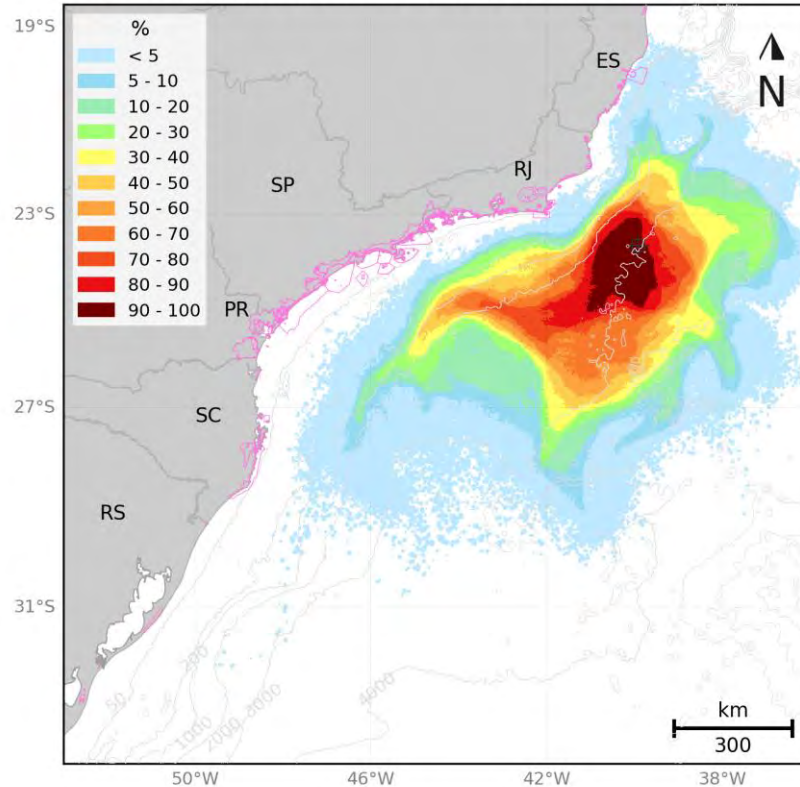 19°S
23°S
27°S
31°S
%
< 5
5 - 10
10 - 20
20 - 30
30 - 40
40 - 50
50 - 60
60 - 70
70 - 80
80 - 90
90 - 100
ES
N
RJ
SP
PR
SC
RS
50
200
1000
2000
3000
4000
km
300
50°W
46°W
42°W
38°W